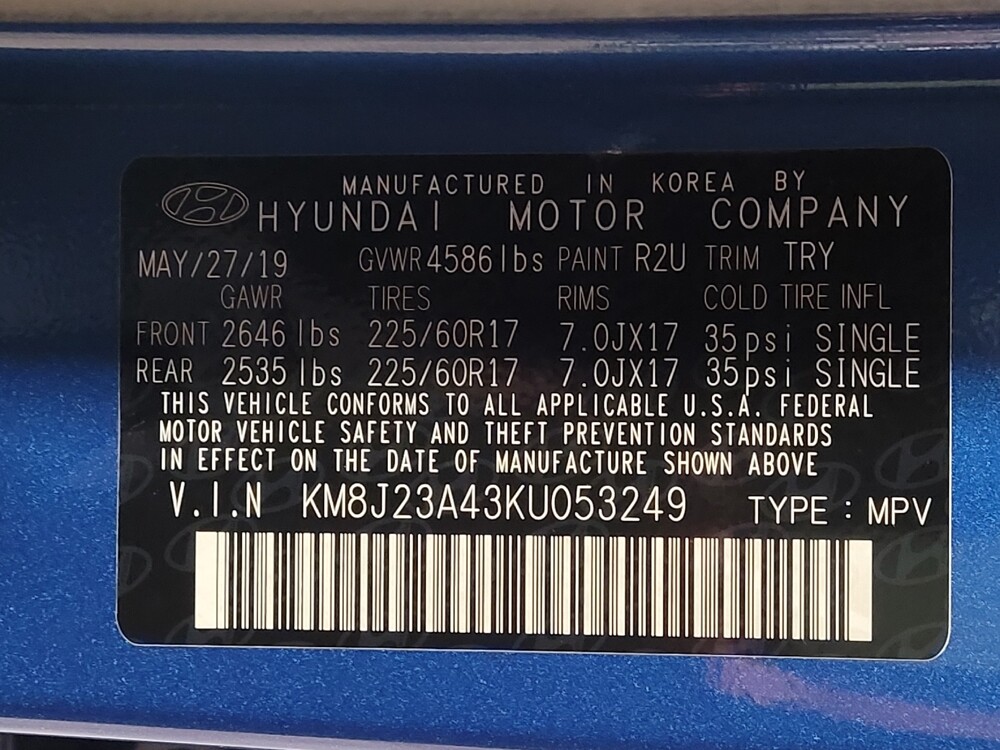 MANUFACTURED IN KOREA BY
HYUNDAI MOTOR COMPANY
MAY/27/19 GVWR 4586lbs PAINT R2U TRIM TRY
GAWR TIRES RIMS COLD TIRE INFL
FRONT 2646 lbs 225/60R17 7.0JX17 35psi SINGLE
REAR 2535 lbs 225/60R17 7.0JX17 35psi SINGLE
THIS VEHICLE CONFORMS TO ALL APPLICABLE U.S.A. FEDERAL
MOTOR VEHICLE SAFETY AND THEFT PREVENTION STANDARDS
IN EFFECT ON THE DATE OF MANUFACTURE SHOWN ABOVE
V.I.N KM8J23A43KU053249 TYPE : MPV